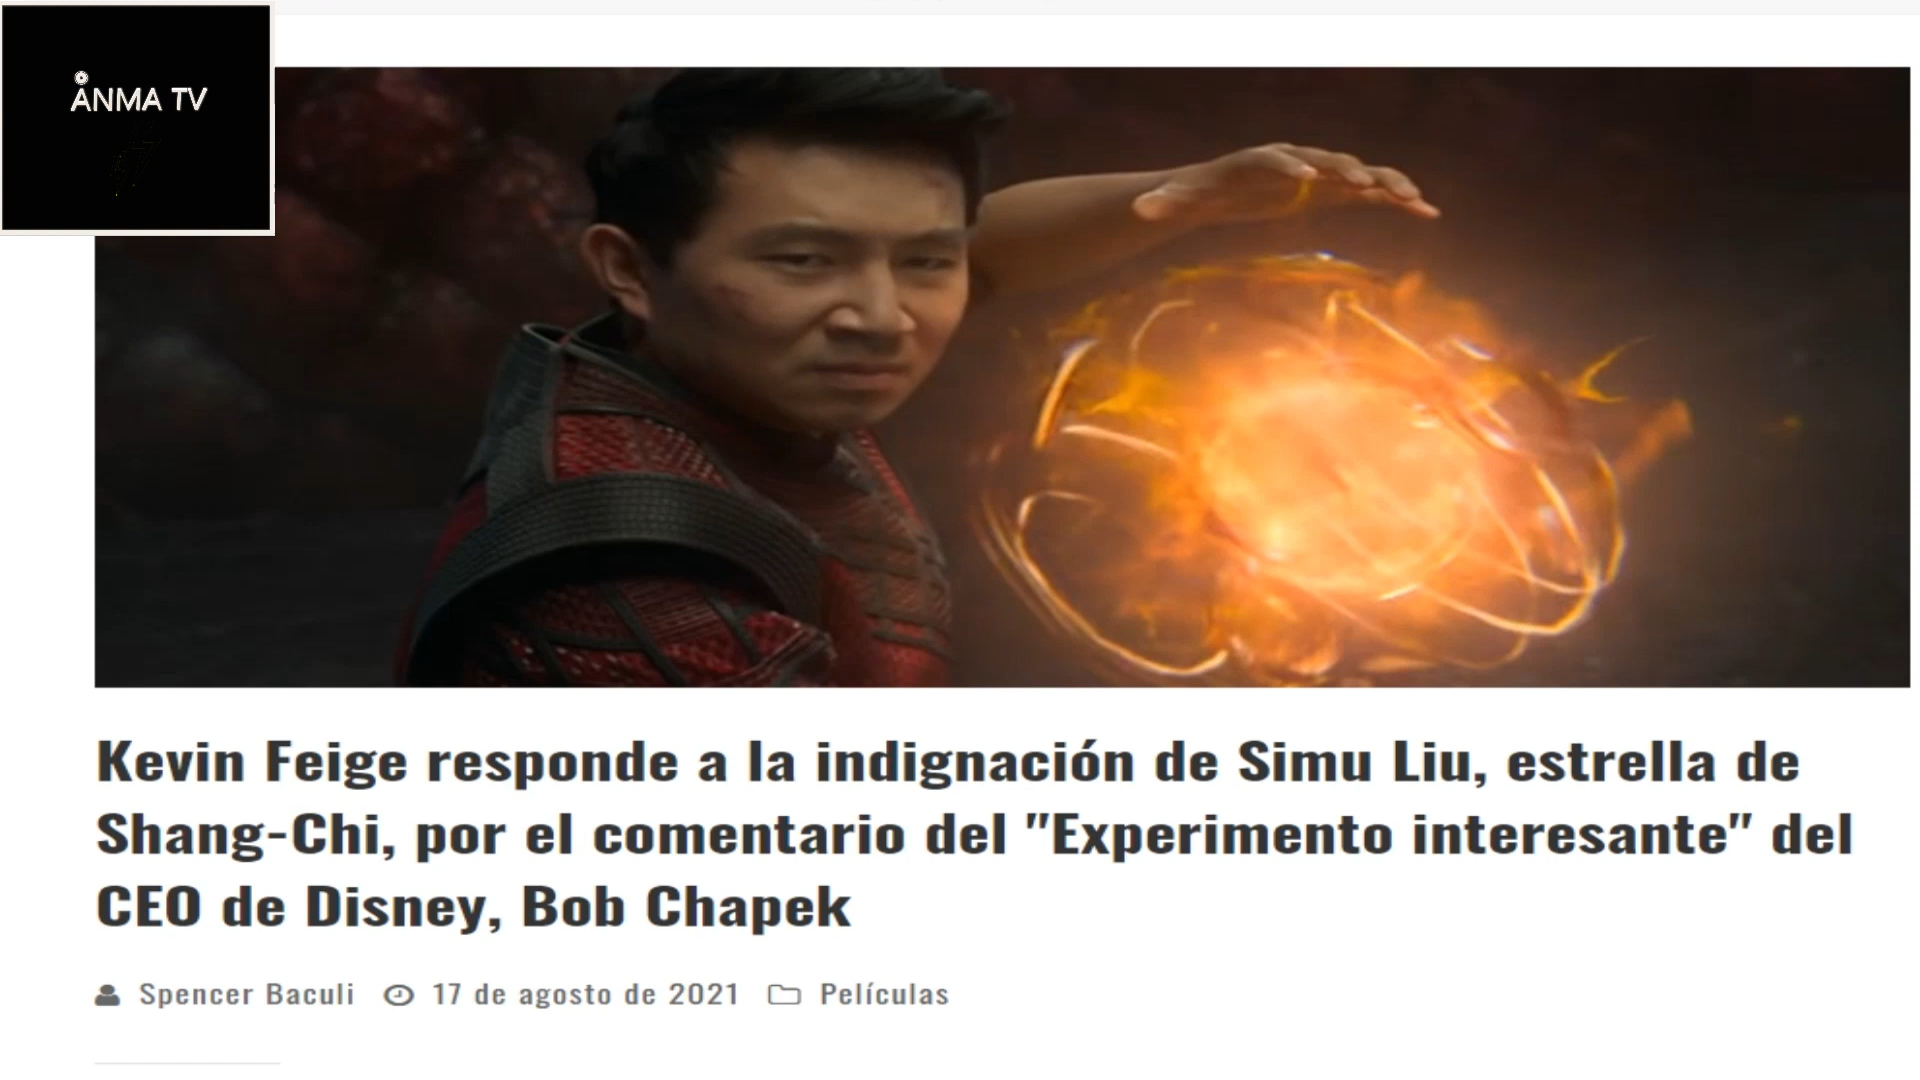 ÅNMA TV
Kevin Feige responde a la indignación de Simu Liu, estrella de
Shang-Chi, por el comentario del "Experimento interesante" del
CEO de Disney, Bob Chapek
Spencer Baculi 17 de agosto de 2021 Películas